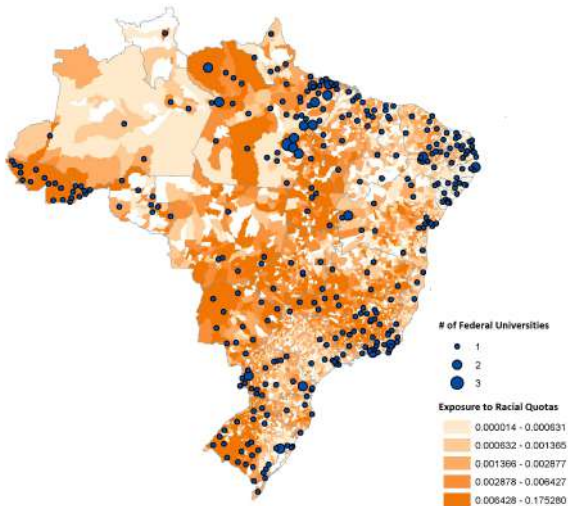 # of Federal Universities
1
2
3
Exposure to Racial Quotas
0.000014 - 0.000631
0.000632 - 0.001365
0.001366 - 0.002877
0.002878 - 0.006427
0.006428 - 0.175280